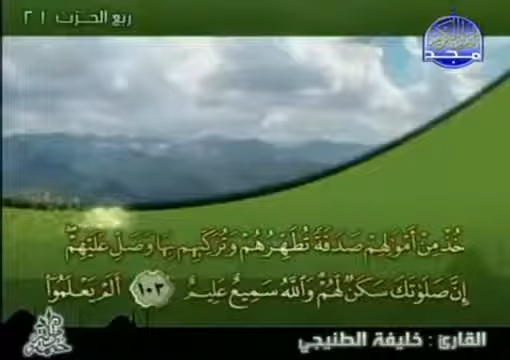 ربع الحزب ٢١
مجد
خُذْ مِنْ أَمْوَٰلِهِمْ صَدَقَةً تُطَهِّرُهُمْ وَتُزَكِّيهِم بِهَا وَصَلِّ عَلَيْهِمْ
إِنَّ صَلَوٰتَكَ سَكَنٌ لَّهُمْ وَٱللَّهُ سَمِيعٌ عَلِيمٌ ١٠٣ أَلَمْ يَعْلَمُوٓا۟
القارئ : خليفة الطنيجي